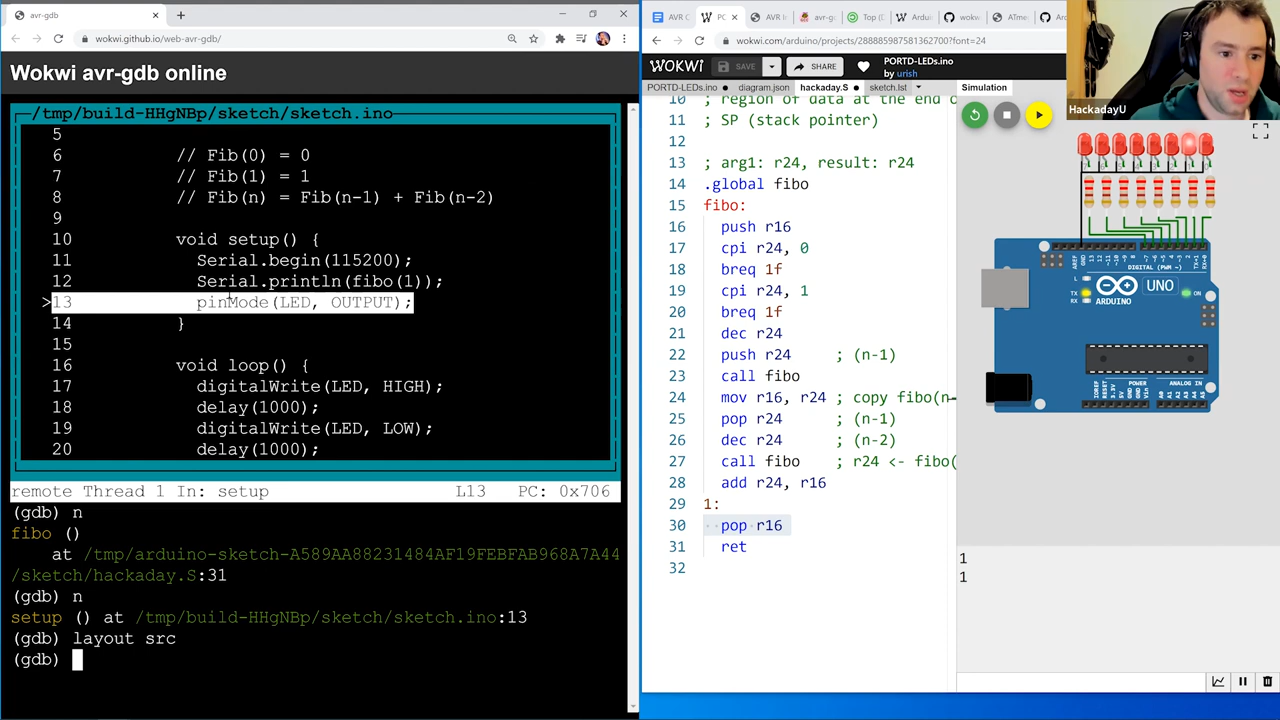 avr-gdb
wokwi.github.io/web-avr-gdb/
Wokwi avr-gdb online
/tmp/build-HHgNBp/sketch/sketch.ino
5
6 // Fib(0) = 0
7 // Fib(1) = 1
8 // Fib(n) = Fib(n-1) + Fib(n-2)
9
10 void setup() {
11 Serial.begin(115200);
12 Serial.println(fibo(1));
>13 pinMode(LED, OUTPUT);
14 }
15
16 void loop() {
17 digitalWrite(LED, HIGH);
18 delay(1000);
19 digitalWrite(LED, LOW);
20 delay(1000);
remote Thread 1 In: setup L13 PC: 0x706
(gdb) n
fibo ()
at /tmp/arduino-sketch-A589AA88231484AF19FEBFAB968A7A44
/sketch/hackaday.S:31
(gdb) n
setup () at /tmp/build-HHgNBp/sketch/sketch.ino:13
(gdb) layout src
(gdb)
AVR C PC AVR I avr-g Top (D Ardui wokw ATme
wokwi.com/arduino/projects/288885987581362700?font=24
WOKWI SAVE SHARE PORTD-LEDs.ino
by urish
PORTD-LEDs.ino diagram.json hackaday.S sketch.lst
10 ; region of data at the end
11 ; SP (stack pointer)
12
13 ; arg1: r24, result: r24
14 .global fibo
15 fibo:
16 push r16
17 cpi r24, 0
18 breq 1f
19 cpi r24, 1
20 breq 1f
21 dec r24
22 push r24 ; (n-1)
23 call fibo
24 mov r16, r24 ; copy fibo(n-
25 pop r24 ; (n-1)
26 dec r24 ; (n-2)
27 call fibo ; r24 <- fibo(
28 add r24, r16
29 1:
30 pop r16
31 ret
32
Simulation
HackadayU
DIGITAL (PWM ~)
UNO
ARDUINO
TX
RX
ON
POWER
ANALOG IN
1
1